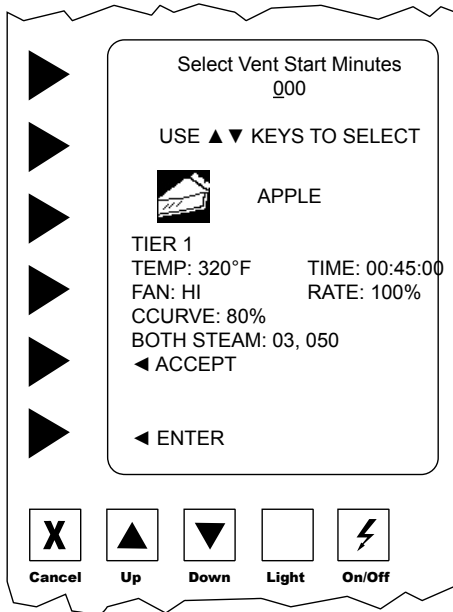 Select Vent Start Minutes
000
USE ▲▼ KEYS TO SELECT
APPLE
TIER 1
TEMP: 320°F TIME: 00:45:00
FAN: HI RATE: 100%
CCURVE: 80%
BOTH STEAM: 03, 050
◄ ACCEPT
◄ ENTER
X
Cancel Up Down Light On/Off